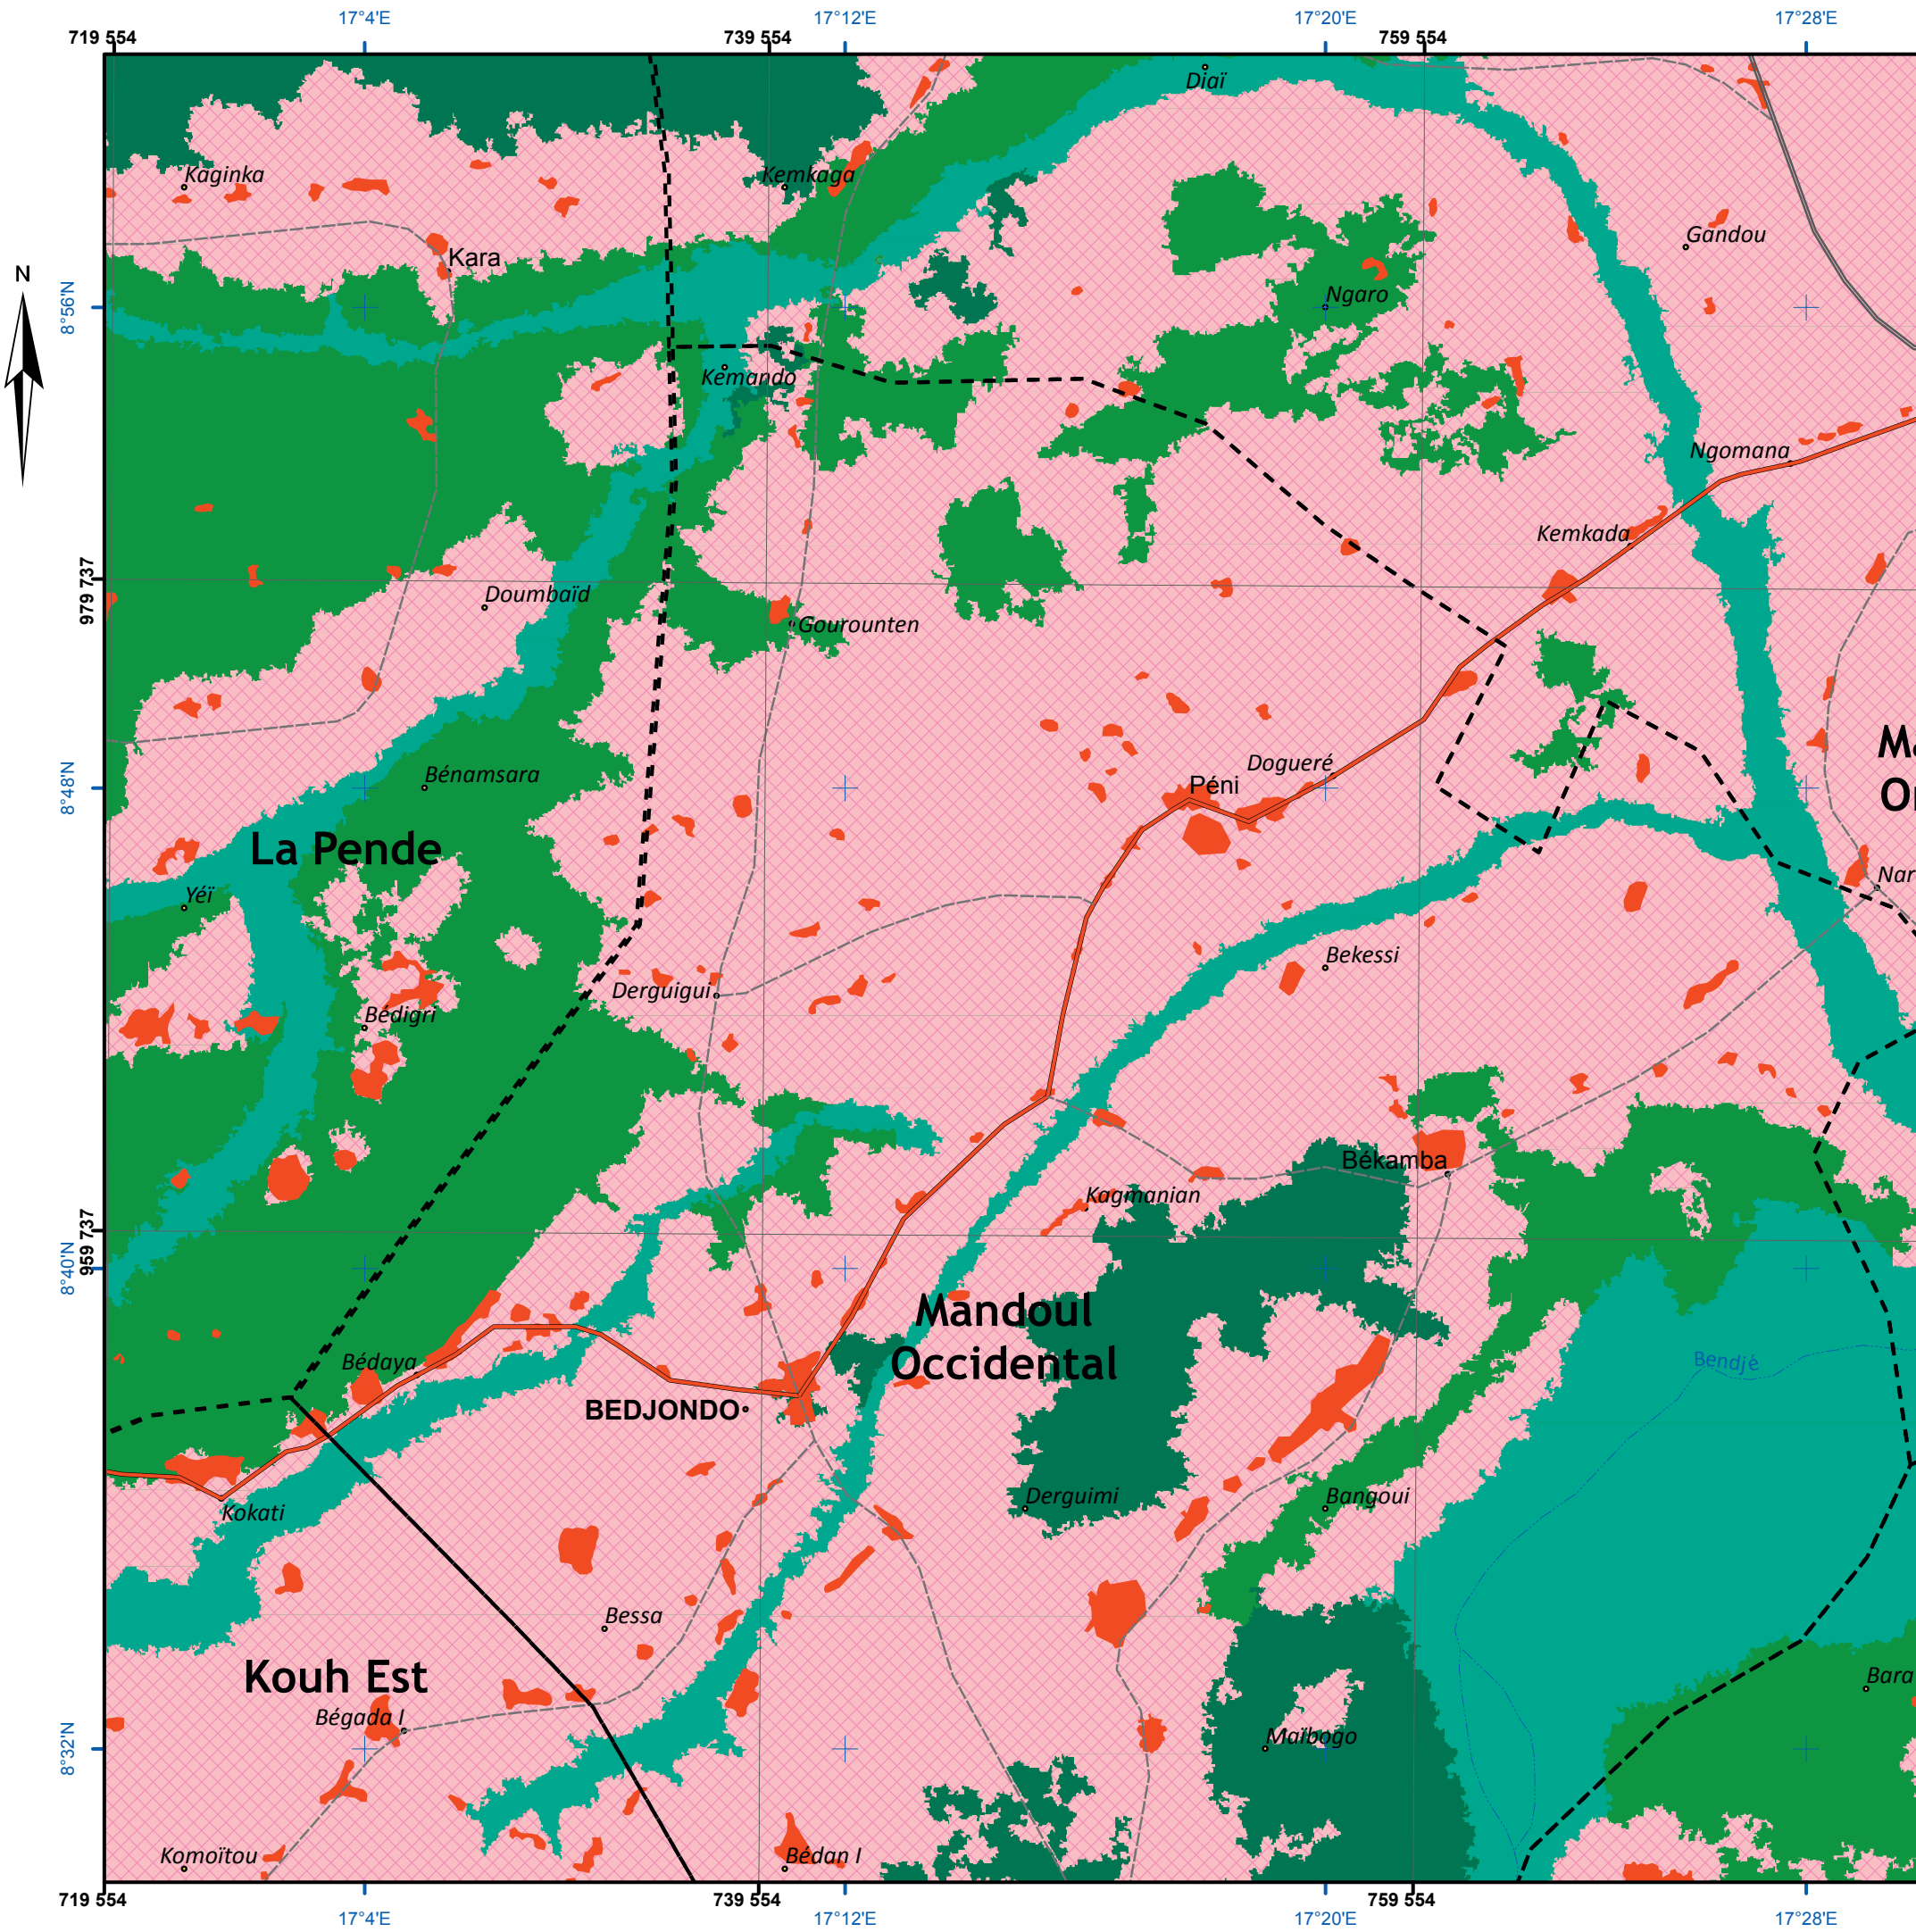 17°4'E 17°12'E 17°20'E 17°28'E
719 554 739 554 759 554
Diaï
Kaginka Kemkaga
Gandou
Kara
N
Ngaro
8°56'N
Kemando
Ngomana
Kemkada
979 737
Doumbaïd
Gourounten
Ma
Or
Dogueré
Bénamsara
Péni
8°48'N
La Pende
Yéï
Nar
Bekessi
Derguigui
Bédigri
Békamba
Kagmanian
959 737
8°40'N
Mandoul
Occidental
Bédaya
Bendjé
BEDJONDO
Derguimi
Bangoui
Kokati
Bessa
Kouh Est
Bara
Bégada I
Maïbogo
8°32'N
Komoïtou
Bédan I
719 554 739 554 759 554
17°4'E 17°12'E 17°20'E 17°28'E